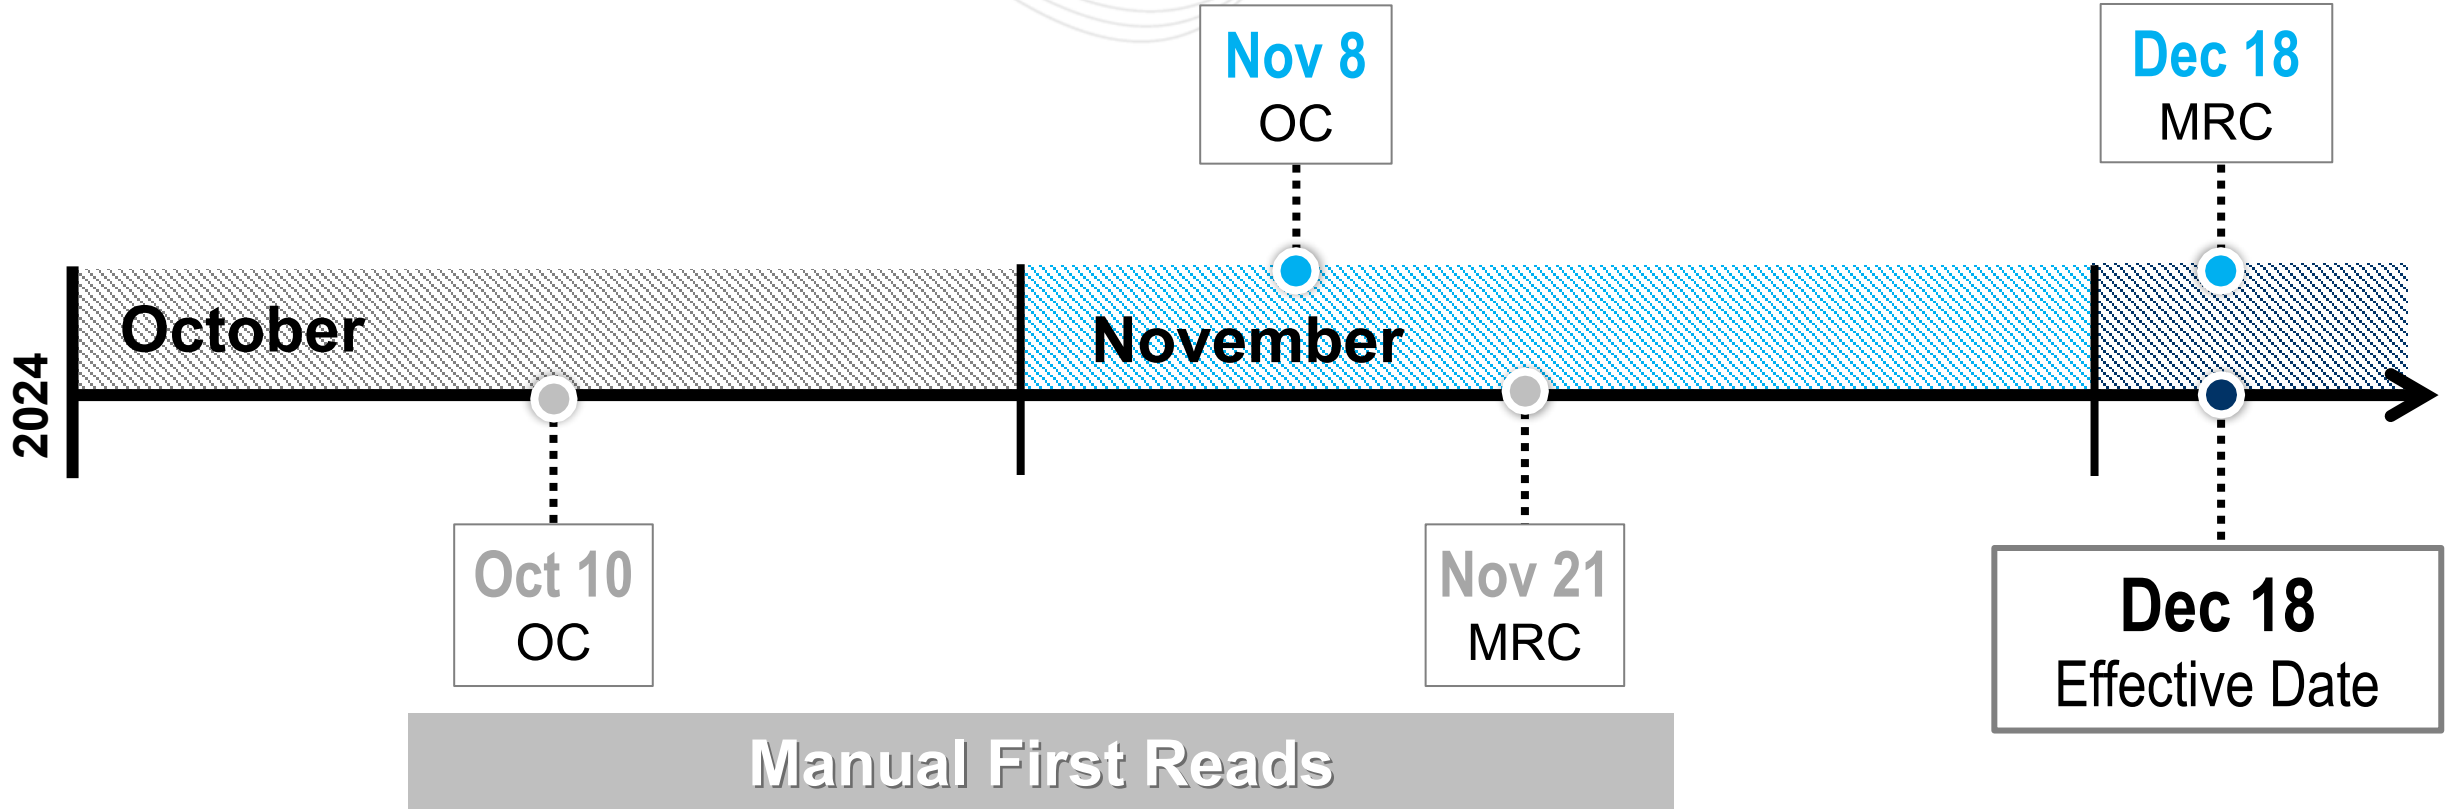 Nov 8
OC
Dec 18
MRC
October
November
2024
Oct 10
OC
Nov 21
MRC
Dec 18
Effective Date
Manual First Reads